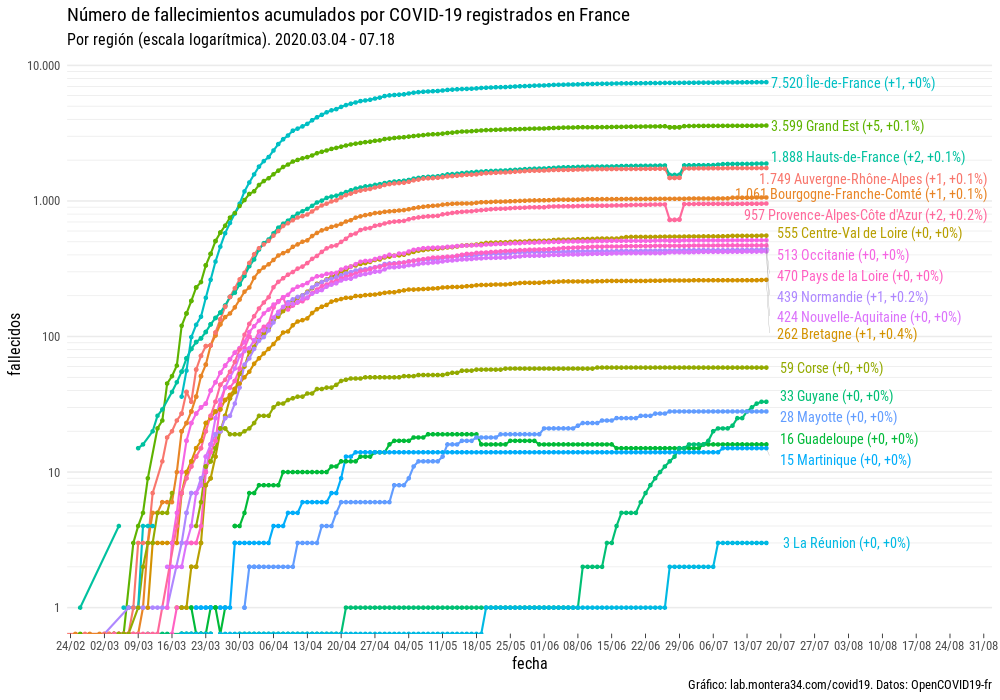 Número de fallecimientos acumulados por COVID-19 registrados en France
Por región (escala logarítmica). 2020.03.04 - 07.18
10.000
1.000
100
10
1
fallecidos
7.520 Île-de-France (+1, +0%)
3.599 Grand Est (+5, +0.1%)
1.888 Hauts-de-France (+2, +0.1%)
1.749 Auvergne-Rhône-Alpes (+1, +0.1%)
1.061 Bourgogne-Franche-Comté (+1, +0.1%)
957 Provence-Alpes-Côte d'Azur (+2, +0.2%)
555 Centre-Val de Loire (+0, +0%)
513 Occitanie (+0, +0%)
470 Pays de la Loire (+0, +0%)
439 Normandie (+1, +0.2%)
424 Nouvelle-Aquitaine (+0, +0%)
262 Bretagne (+1, +0.4%)
59 Corse (+0, +0%)
33 Guyane (+0, +0%)
28 Mayotte (+0, +0%)
16 Guadeloupe (+0, +0%)
15 Martinique (+0, +0%)
3 La Réunion (+0, +0%)
24/02 02/03 09/03 16/03 23/03 30/03 06/04 13/04 20/04 27/04 04/05 11/05 18/05 25/05 01/06 08/06 15/06 22/06 29/06 06/07 13/07 20/07 27/07 03/08 10/08 17/08 24/08 31/08
fecha
Gráfico: lab.montera34.com/covid19. Datos: OpenCOVID19-fr